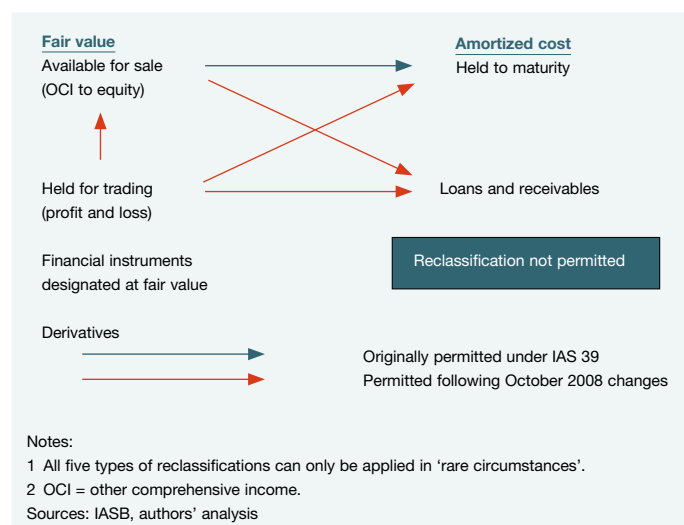 Fair value
Amortized cost
Available for sale
(OCI to equity)
Held to maturity
Held for trading
(profit and loss)
Loans and receivables
Financial instruments
designated at fair value
Reclassification not permitted
Derivatives
Originally permitted under IAS 39
Permitted following October 2008 changes
Notes:
1 All five types of reclassifications can only be applied in ‘rare circumstances’.
2 OCI = other comprehensive income.
Sources: IASB, authors’ analysis